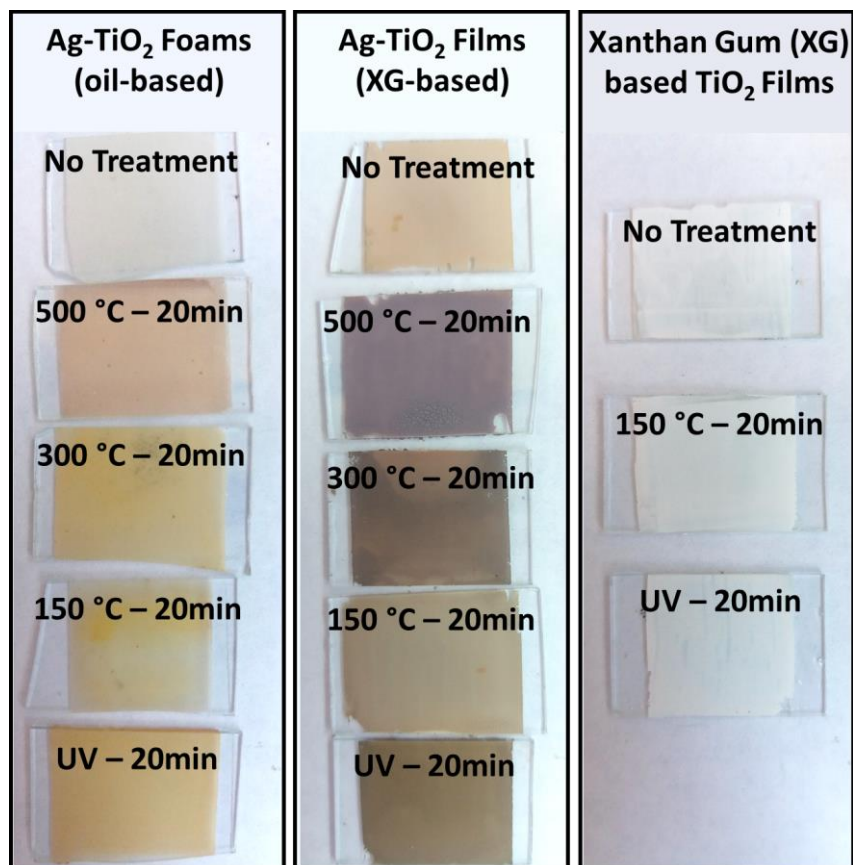 Ag-TiO₂ Foams
(oil-based)
No Treatment
500 °C – 20min
300 °C – 20min
150 °C – 20min
UV – 20min
Ag-TiO₂ Films
(XG-based)
No Treatment
500 °C – 20min
300 °C – 20min
150 °C – 20min
UV – 20min
Xanthan Gum (XG)
based TiO₂ Films
No Treatment
150 °C – 20min
UV – 20min